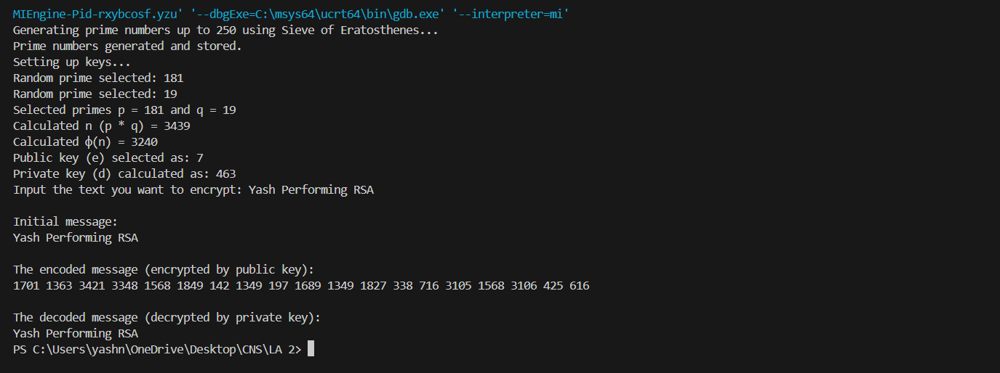 MIEngine-Pid-rxybcosf.yzu' '--dbgExe=C:\msys64\ucrt64\bin\gdb.exe' '--interpreter=mi'
Generating prime numbers up to 250 using Sieve of Eratosthenes...
Prime numbers generated and stored.
Setting up keys...
Random prime selected: 181
Random prime selected: 19
Selected primes p = 181 and q = 19
Calculated n (p * q) = 3439
Calculated φ(n) = 3240
Public key (e) selected as: 7
Private key (d) calculated as: 463
Input the text you want to encrypt: Yash Performing RSA
Initial message:
Yash Performing RSA
The encoded message (encrypted by public key):
1701 1363 3421 3348 1568 1849 142 1349 197 1689 1349 1827 338 716 3105 1568 3106 425 616
The decoded message (decrypted by private key):
Yash Performing RSA
PS C:\Users\yashn\OneDrive\Desktop\CNS\LA 2>